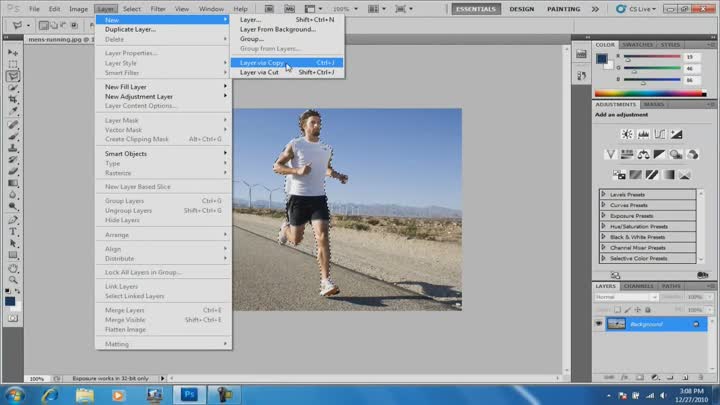 Ps File Edit Image Layer Select Filter View Window Help 100% ESSENTIALS DESIGN PAINTING >> CS Live
mens-running.jpg
New
Duplicate Layer...
Delete
Layer Properties...
Layer Style
Smart Filter
New Fill Layer
New Adjustment Layer
Layer Content Options...
Layer Mask
Vector Mask
Create Clipping Mask Alt+Ctrl+G
Smart Objects
Type
Rasterize
New Layer Based Slice
Group Layers Ctrl+G
Ungroup Layers Shift+Ctrl+G
Hide Layers
Arrange
Align
Distribute
Lock All Layers in Group...
Link Layers
Select Linked Layers
Merge Layers Ctrl+E
Merge Visible Shift+Ctrl+E
Flatten Image
Matting
Layer... Shift+Ctrl+N
Layer From Background...
Group...
Group from Layers...
Layer via Copy Ctrl+J
Layer via Cut Shift+Ctrl+J
COLOR SWATCHES STYLES
R 19
G 46
B 86
ADJUSTMENTS MASKS
Add an adjustment
Levels Presets
Curves Presets
Exposure Presets
Hue/Saturation Presets
Black & White Presets
Channel Mixer Presets
Selective Color Presets
LAYERS CHANNELS PATHS
Normal
Background
100% Exposure works in 32-bit only
Ps
3:08 PM
12/27/2010